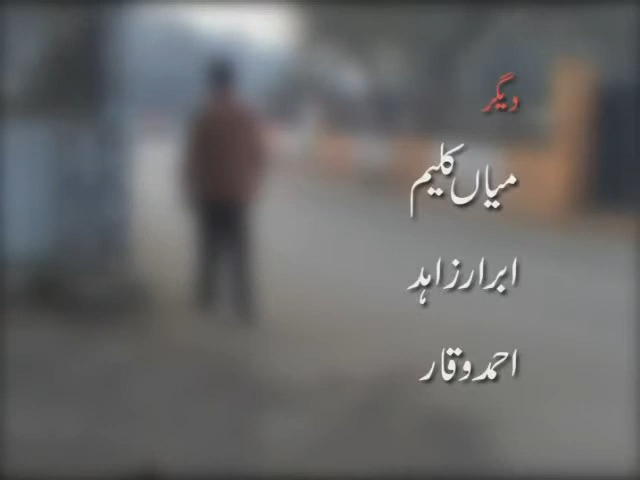 دیگر
میاں کلیم
ابرار زاہد
احمد وقار